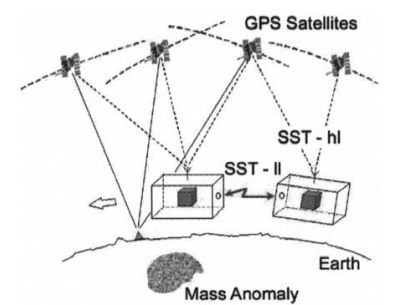 GPS Satellites
SST - hl
SST - ll
Earth
Mass Anomaly